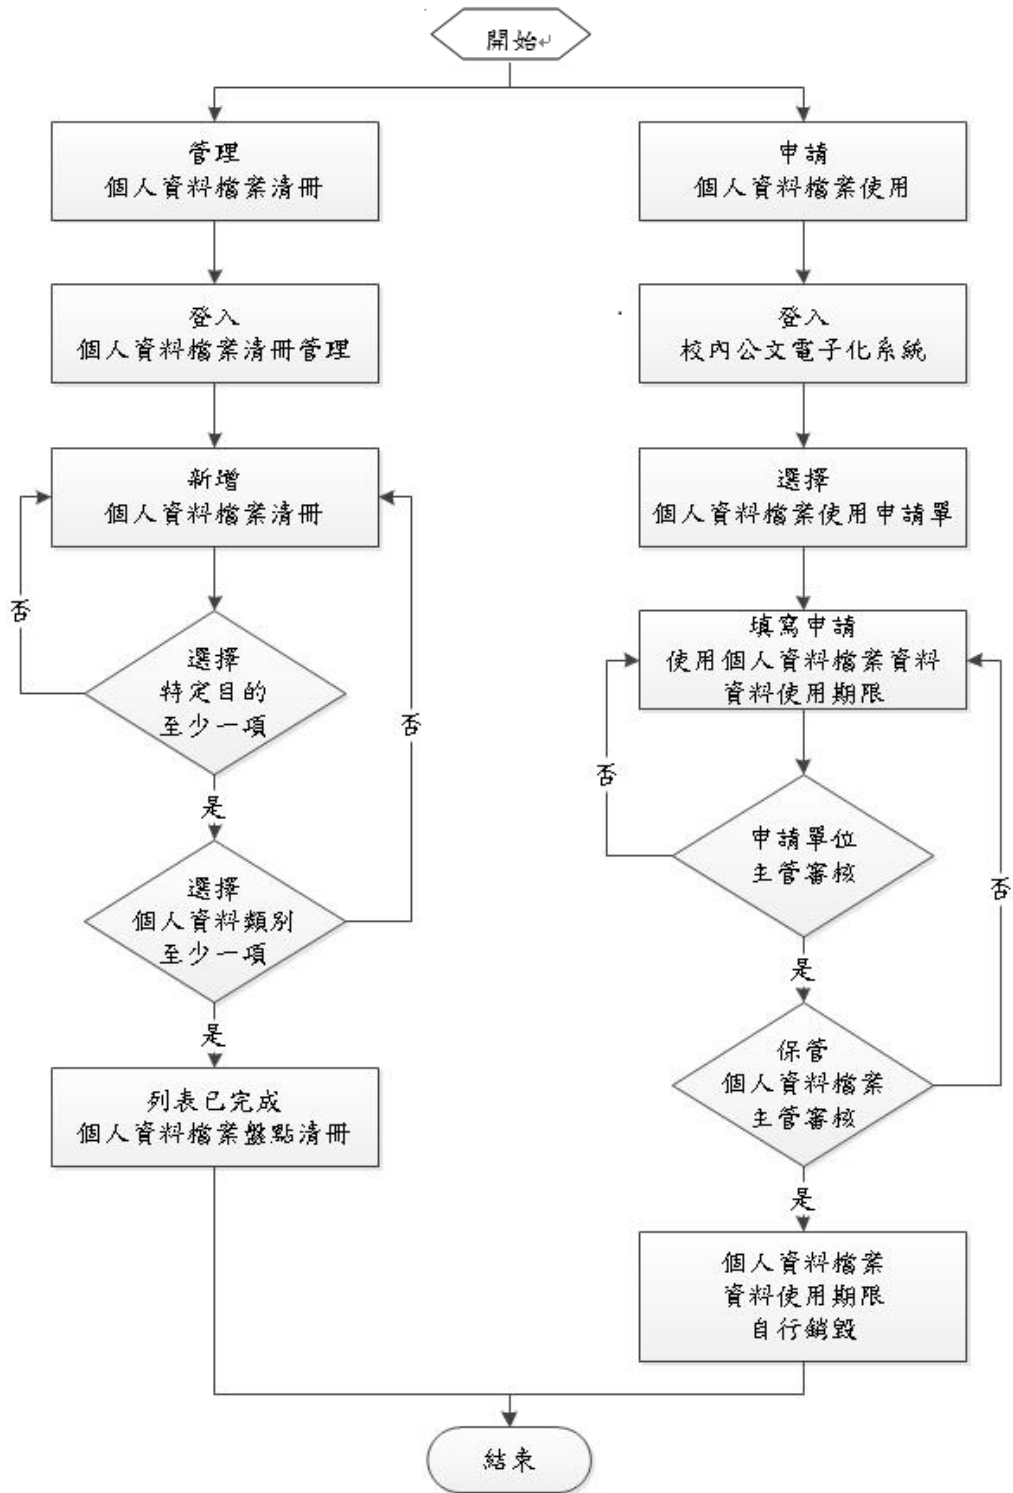 開始
管理
個人資料檔案清冊
登入
個人資料檔案清冊管理
新增
個人資料檔案清冊
否
選擇
特定目的
至少一項
否
是
選擇
個人資料類別
至少一項
是
列表已完成
個人資料檔案盤點清冊
申請
個人資料檔案使用
登入
校內公文電子化系統
選擇
個人資料檔案使用申請單
填寫申請
使用個人資料檔案資料
資料使用期限
否
申請單位
主管審核
否
是
保管
個人資料檔案
主管審核
是
個人資料檔案
資料使用期限
自行銷毀
結束